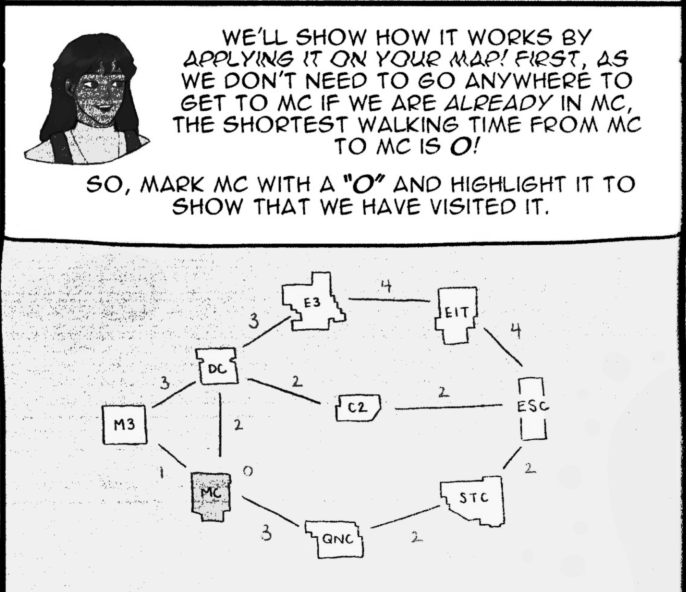 WE'LL SHOW HOW IT WORKS BY
APPLYING IT ON YOUR MAP! FIRST, AS
WE DON'T NEED TO GO ANYWHERE TO
GET TO MC IF WE ARE ALREADY IN MC,
THE SHORTEST WALKING TIME FROM MC
TO MC IS 0!
SO, MARK MC WITH A "0" AND HIGHLIGHT IT TO
SHOW THAT WE HAVE VISITED IT.
E3
4
EIT
3
4
DC
3
2
C2
2
ESC
M3
2
1
MC
0
STC
2
3
QNC
2